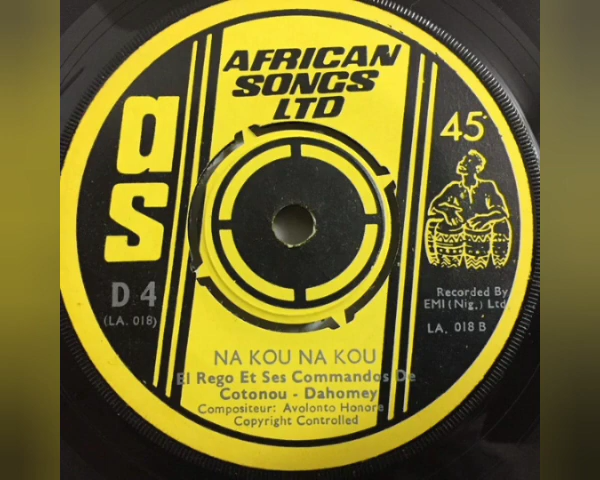 AFRICAN
SONGS
LTD
as
45
D 4
(LA. 018)
Recorded By
EMI (Nig.) Ltd.
LA. 018 B
NA KOU NA KOU
El Rego Et Ses Commandos De
Cotonou - Dahomey
Compositeur: Avolonto Honore
Copyright Controlled